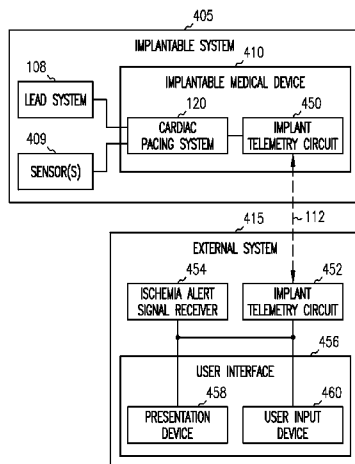 405
IMPLANTABLE SYSTEM
108
LEAD SYSTEM
409
SENSOR(S)
410
IMPLANTABLE MEDICAL DEVICE
120
CARDIAC
PACING SYSTEM
450
IMPLANT
TELEMETRY CIRCUIT
112
415
EXTERNAL SYSTEM
454
ISCHEMIA ALERT
SIGNAL RECEIVER
452
IMPLANT
TELEMETRY CIRCUIT
456
USER INTERFACE
458
PRESENTATION
DEVICE
460
USER INPUT
DEVICE